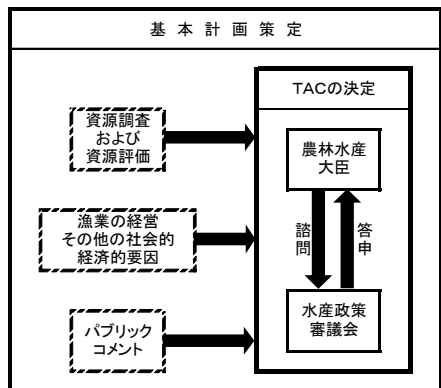 基本計画策定
TACの決定
資源調査
および
資源評価
農林水産
大臣
漁業の経営
その他の社会的
経済的要因
諮問
答申
パブリック
コメント
水産政策
審議会